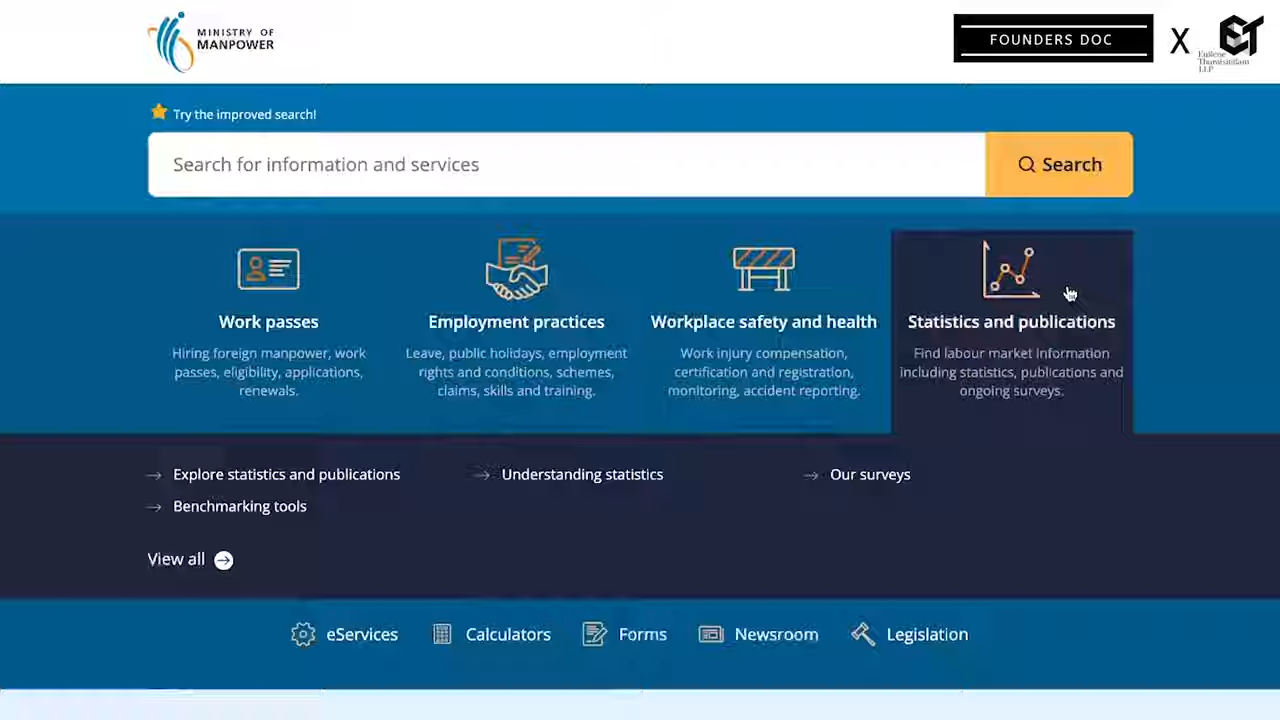 MINISTRY OF
MANPOWER
FOUNDERS DOC
X
ET
Eugene
Thuraisingam
LLP
Try the improved search!
Search for information and services
Search
Work passes
Hiring foreign manpower, work
passes, eligibility, applications,
renewals.
Employment practices
Leave, public holidays, employment
rights and conditions, schemes,
claims, skills and training.
Workplace safety and health
Work injury compensation,
certification and registration,
monitoring, accident reporting.
Statistics and publications
Find labour market information
including statistics, publications and
ongoing surveys.
Explore statistics and publications
Understanding statistics
Our surveys
Benchmarking tools
View all
eServices
Calculators
Forms
Newsroom
Legislation